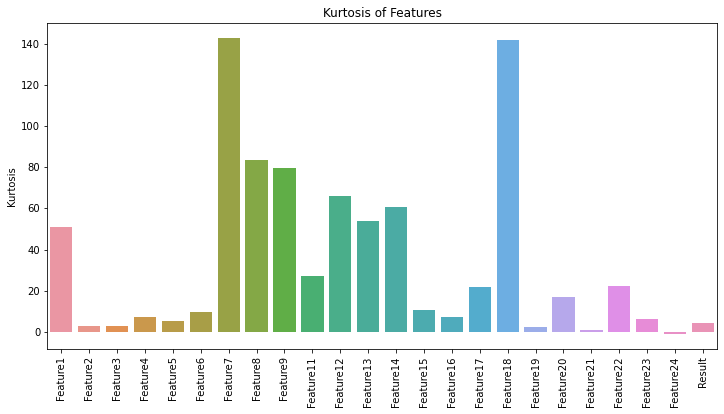 Kurtosis of Features
Kurtosis
140
120
100
80
60
40
20
0
Feature1
Feature2
Feature3
Feature4
Feature5
Feature6
Feature7
Feature8
Feature9
Feature11
Feature12
Feature13
Feature14
Feature15
Feature16
Feature17
Feature18
Feature19
Feature20
Feature21
Feature22
Feature23
Feature24
Result